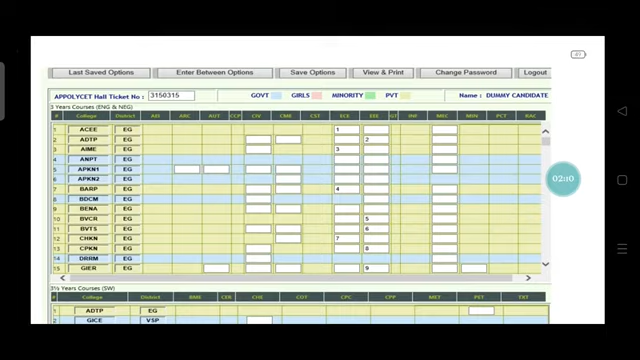 49
Last Saved Options Enter Between Options Save Options View & Print Change Password Logout
APPOLYCET Hall Ticket No : 3150315 GOVT GIRLS MINORITY PVT Name : DUMMY CANDIDATE
3 Years Courses (ENG & NEG)
# College District AEI ARC AUT CCP CIV CME CST ECE EEE GT INF MEC MIN PCT RAC
1 ACEE EG 1
2 ADTP EG 2
3 AIME EG 3
4 ANPT EG
5 APKN1 EG
6 APKN2 EG
7 BARP EG 4
8 BDCM EG
9 BENA EG
10 BVCR EG 5
11 BVTS EG 6
12 CHKN EG 7
13 CPKN EG 8
14 DRRM EG
15 GIER EG 9
02:10
3½ Years Courses (SW)
# College District BME CER CHE COT CPC CPP MET PET TXT
1 ADTP EG
2 GICE VSP